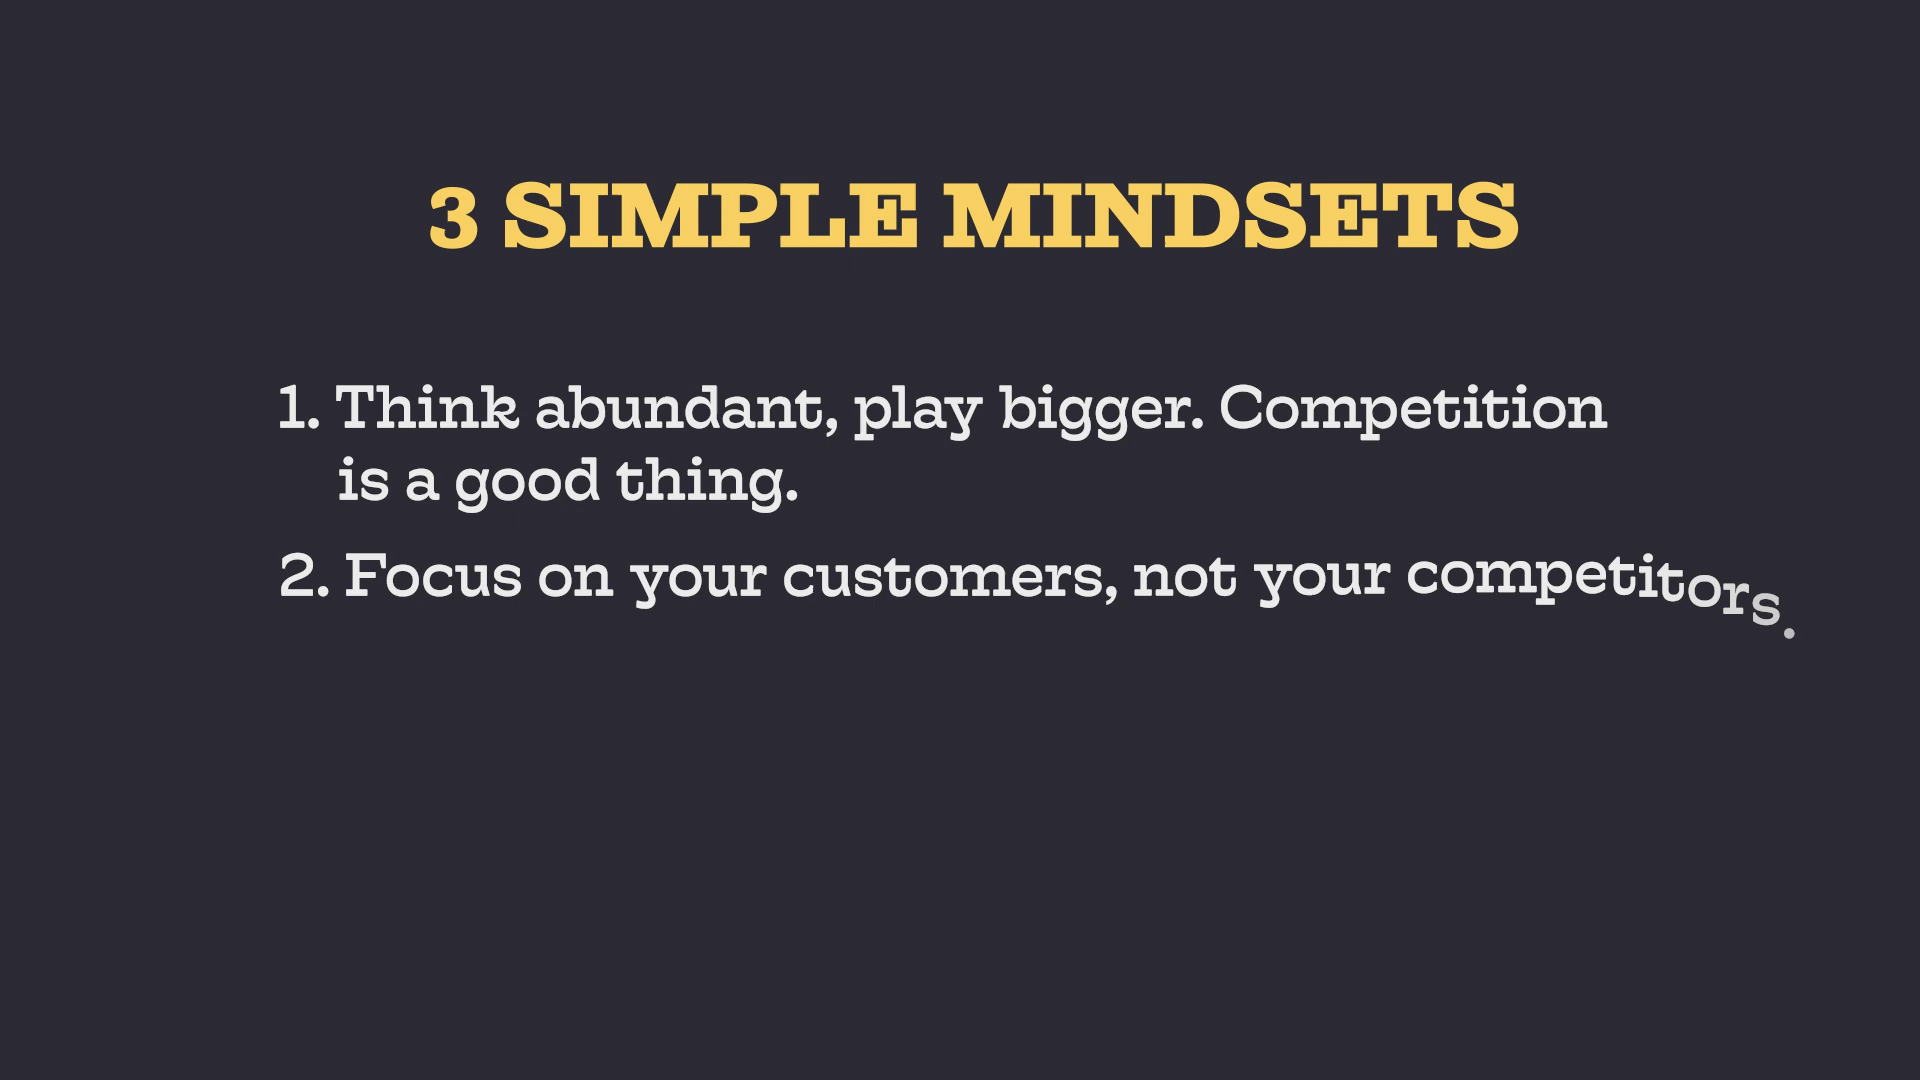 3 SIMPLE MINDSETS
1. Think abundant, play bigger. Competition
is a good thing.
2. Focus on your customers, not your competitors.